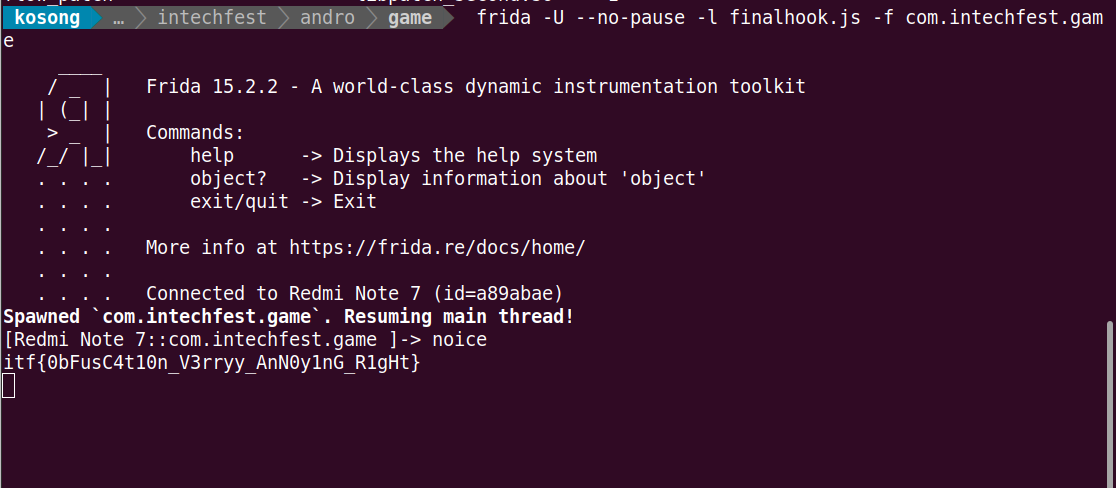 kosong … intechfest andro game frida -U --no-pause -l finalhook.js -f com.intechfest.gam
e
____
/ _ | Frida 15.2.2 - A world-class dynamic instrumentation toolkit
| (_| |
> _ | Commands:
/_/ |_| help -> Displays the help system
. . . . object? -> Display information about 'object'
. . . . exit/quit -> Exit
. . . .
. . . . More info at https://frida.re/docs/home/
. . . .
. . . . Connected to Redmi Note 7 (id=a89abae)
Spawned `com.intechfest.game`. Resuming main thread!
[Redmi Note 7::com.intechfest.game ]-> noice
itf{0bFusC4t10n_V3rryy_AnN0y1nG_R1gHt}